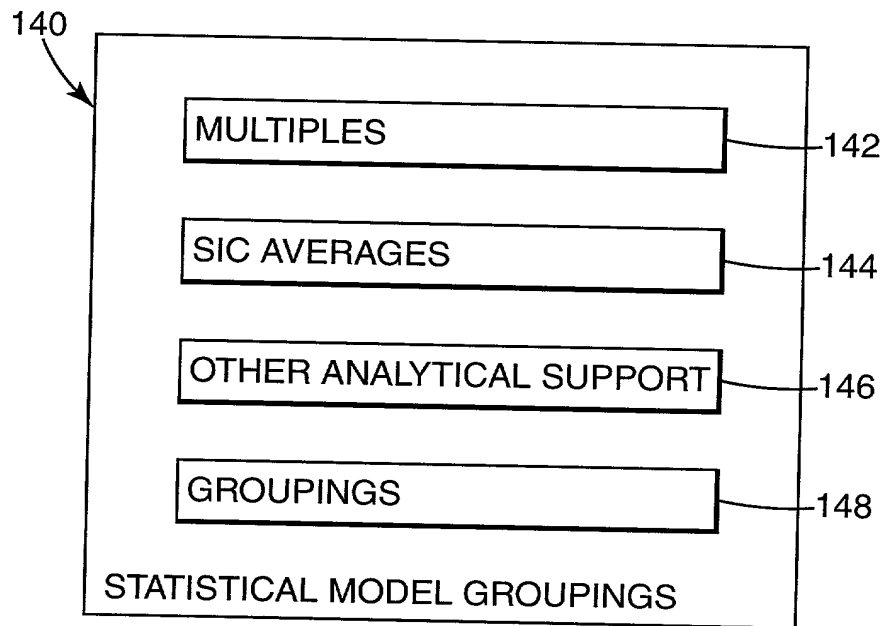 140
MULTIPLES
142
SIC AVERAGES
144
OTHER ANALYTICAL SUPPORT
146
GROUPINGS
148
STATISTICAL MODEL GROUPINGS